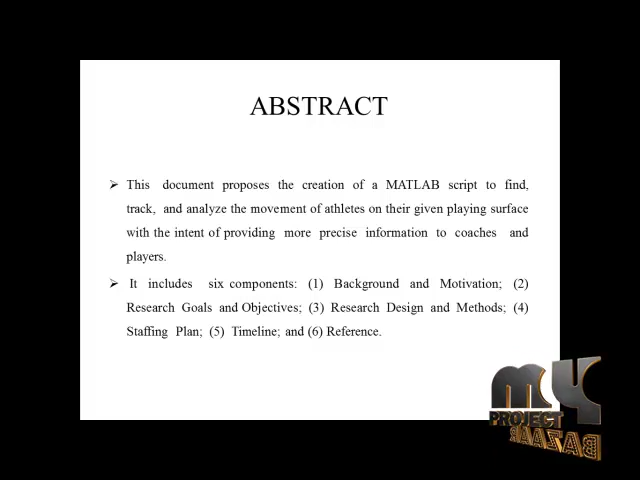 ABSTRACT
➢ This document proposes the creation of a MATLAB script to find,
track, and analyze the movement of athletes on their given playing surface
with the intent of providing more precise information to coaches and
players.
➢ It includes six components: (1) Background and Motivation; (2)
Research Goals and Objectives; (3) Research Design and Methods; (4)
Staffing Plan; (5) Timeline; and (6) Reference.
MY
PROJECT
BAZAAR